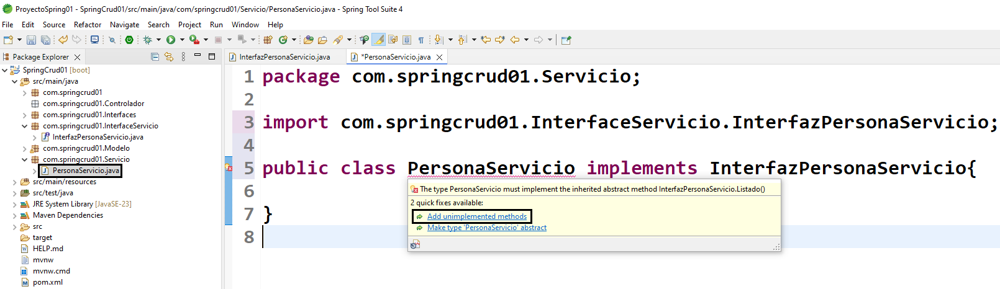 ProyectoSpring01 - SpringCrud01/src/main/java/com/springcrud01/Servicio/PersonaServicio.java - Spring Tool Suite 4
File Edit Source Refactor Navigate Search Project Run Window Help
Package Explorer
SpringCrud01 [boot]
src/main/java
com.springcrud01
com.springcrud01.Controlador
com.springcrud01.Interfaces
com.springcrud01.InterfaceServicio
InterfazPersonaServicio.java
com.springcrud01.Modelo
com.springcrud01.Servicio
PersonaServicio.java
src/main/resources
src/test/java
JRE System Library [JavaSE-23]
Maven Dependencies
src
target
HELP.md
mvnw
mvnw.cmd
pom.xml
InterfazPersonaServicio.java
*PersonaServicio.java
1 package com.springcrud01.Servicio;
2
3 import com.springcrud01.InterfaceServicio.InterfazPersonaServicio;
4
5 public class PersonaServicio implements InterfazPersonaServicio{
6
7 }
8
The type PersonaServicio must implement the inherited abstract method InterfazPersonaServicio.Listado()
2 quick fixes available:
Add unimplemented methods
Make type 'PersonaServicio' abstract